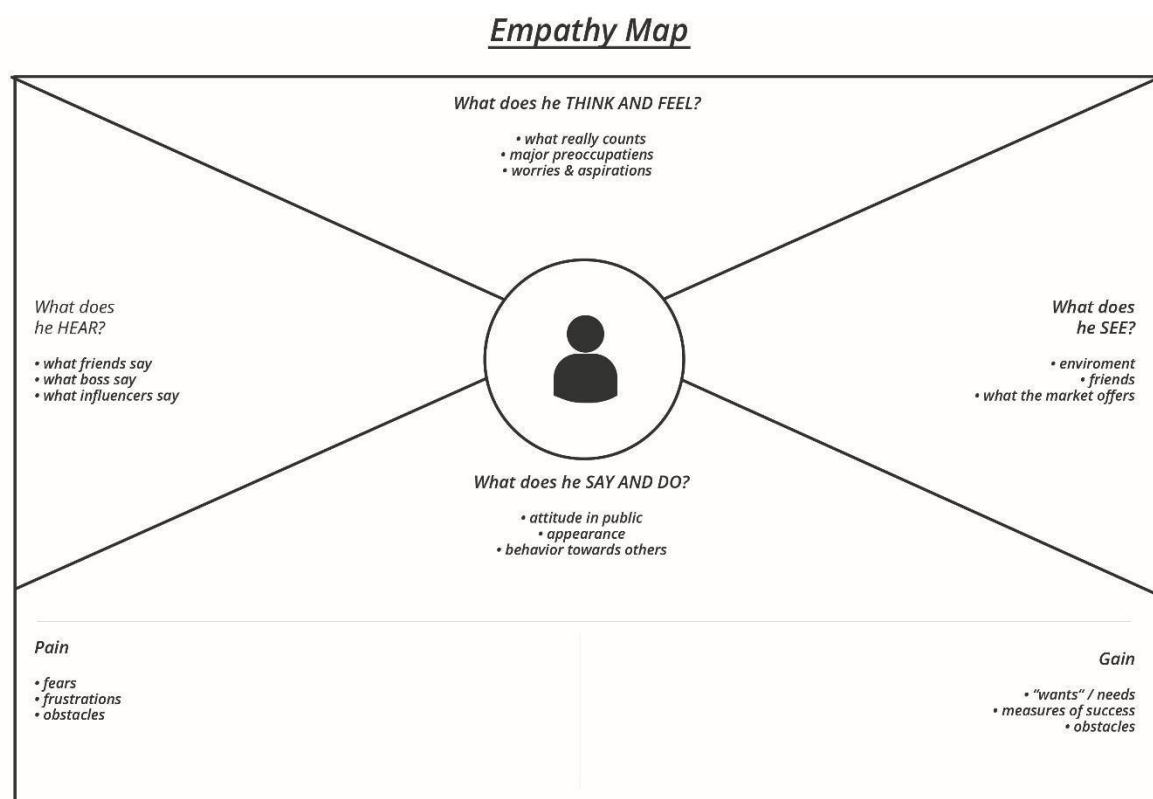 Empathy Map
What does he THINK AND FEEL?
• what really counts
• major preoccupatiens
• worries & aspirations
What does
he HEAR?
• what friends say
• what boss say
• what influencers say
What does
he SEE?
• enviroment
• friends
• what the market offers
What does he SAY AND DO?
• attitude in public
• appearance
• behavior towards others
Pain
• fears
• frustrations
• obstacles
Gain
• "wants" / needs
• measures of success
• obstacles